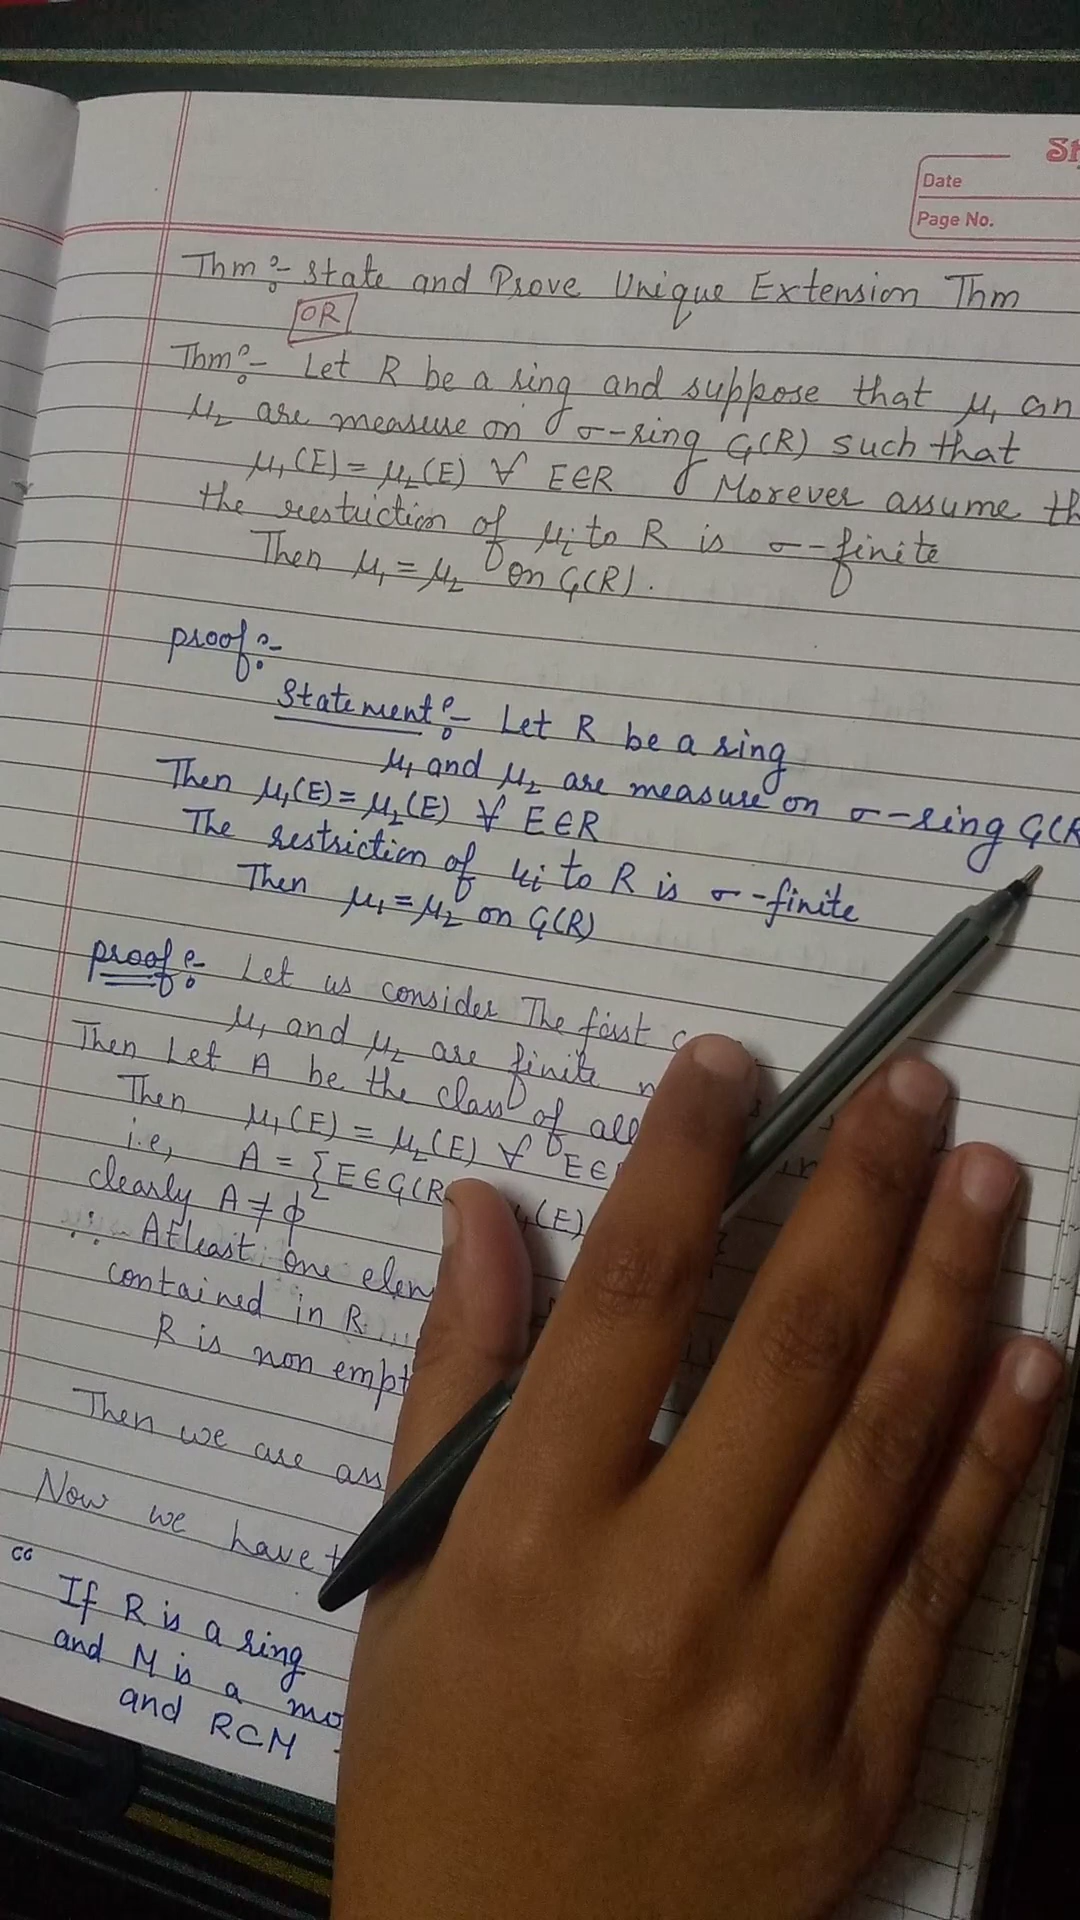 Date
Page No.
Thm:- state and Prove Unique Extension Thm
OR
Thm:- Let R be a ring and suppose that μ₁ an
μ₂ are measure on σ-ring G(R) such that
μ₁(E) = μ₂(E) ∀ E∈R Morever assume th
the restriction of μi to R is σ-finite
Then μ₁ = μ₂ on G(R).
proof:-
Statement:- Let R be a ring
μ₁ and μ₂ are measure on σ-ring G(R
Then μ₁(E) = μ₂(E) ∀ E∈R
The restriction of μi to R is σ-finite
Then μ₁ = μ₂ on G(R)
proof:- Let us consider The first
μ₁ and μ₂ are finite
Then Let A be the class of all
Then μ₁(E) = μ₂(E) ∀ E∈
i.e, A = {E∈G(R (E)
clearly A ≠ ϕ
∵ Atleast one elem
contained in R
R is non empt
Then we are ass
Now we have t
"
If R is a ring
and M is a mo
and R⊂M